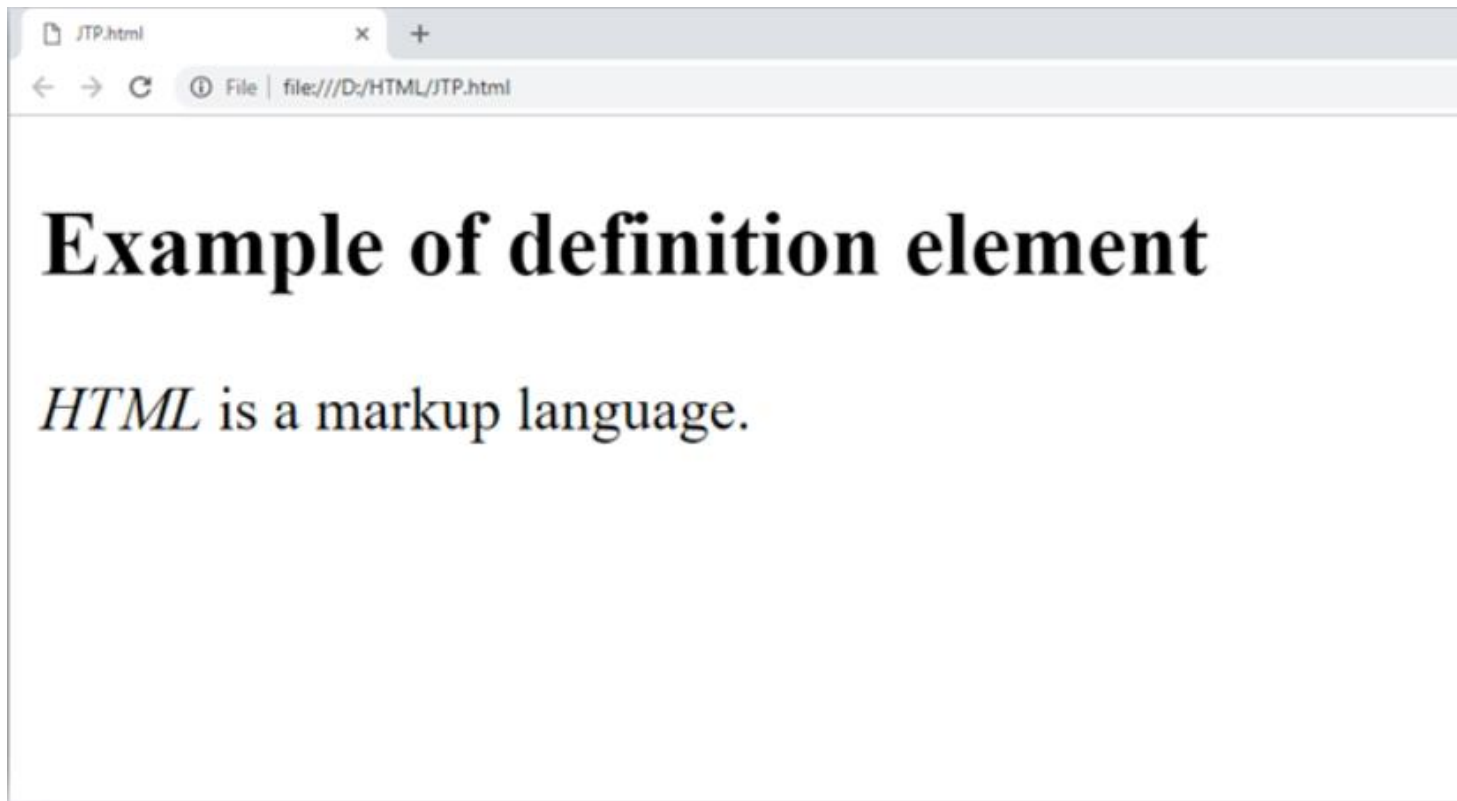 JTP.html
File | file:///D:/HTML/JTP.html
Example of definition element
HTML is a markup language.